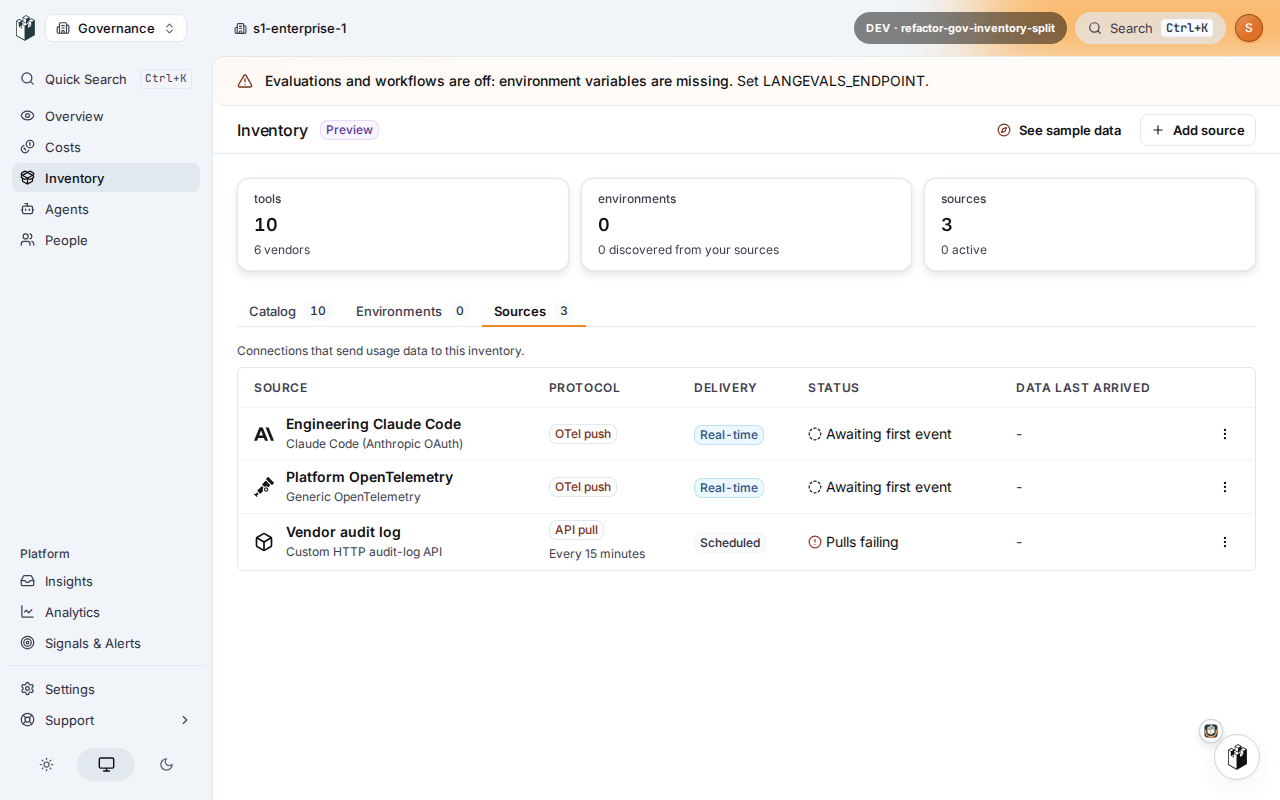 Governance
s1-enterprise-1
DEV · refactor-gov-inventory-split
Search Ctrl+K
S
Quick Search Ctrl+K
Overview
Costs
Inventory
Agents
People
Platform
Insights
Analytics
Signals & Alerts
Settings
Support
Evaluations and workflows are off: environment variables are missing. Set LANGEVALS_ENDPOINT.
Inventory Preview
See sample data
Add source
tools
10
6 vendors
environments
0
0 discovered from your sources
sources
3
0 active
Catalog 10
Environments 0
Sources 3
Connections that send usage data to this inventory.
SOURCE PROTOCOL DELIVERY STATUS DATA LAST ARRIVED
Engineering Claude Code
Claude Code (Anthropic OAuth)
OTel push Real-time Awaiting first event -
Platform OpenTelemetry
Generic OpenTelemetry
OTel push Real-time Awaiting first event -
Vendor audit log
Custom HTTP audit-log API
API pull
Every 15 minutes
Scheduled Pulls failing -